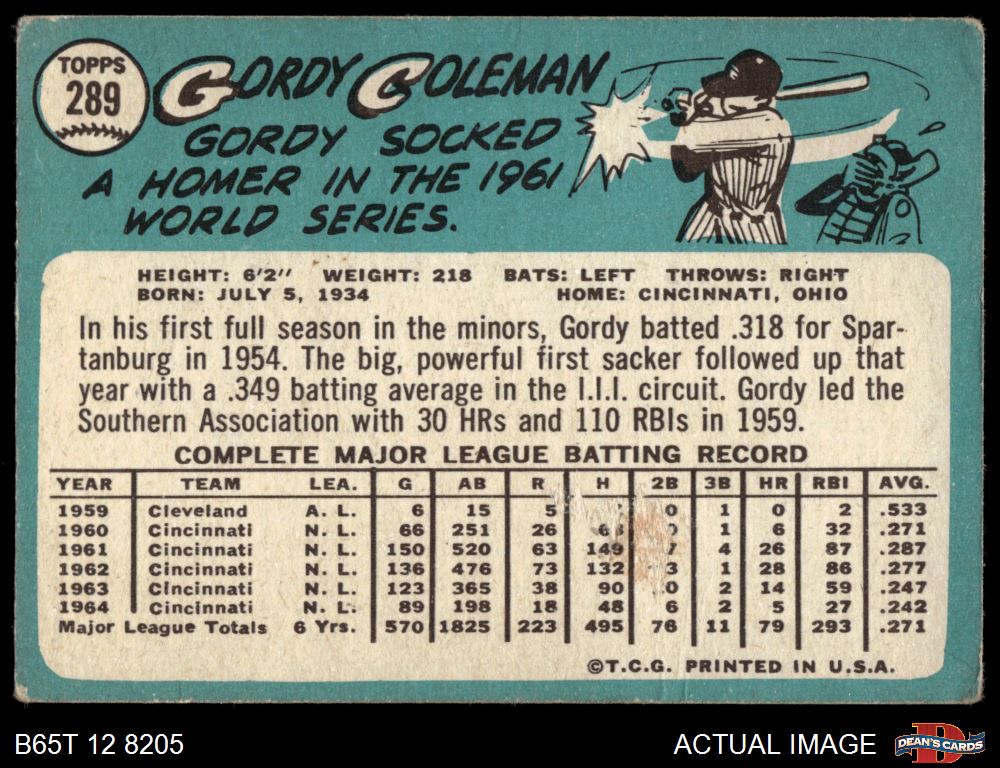 TOPPS
289
GORDY COLEMAN
GORDY SOCKED
A HOMER IN THE 1961
WORLD SERIES.
HEIGHT: 6'2" WEIGHT: 218 BATS: LEFT THROWS: RIGHT
BORN: JULY 5, 1934 HOME: CINCINNATI, OHIO
In his first full season in the minors, Gordy batted .318 for Spar-
tanburg in 1954. The big, powerful first sacker followed up that
year with a .349 batting average in the I.I.I. circuit. Gordy led the
Southern Association with 30 HRs and 110 RBIs in 1959.
COMPLETE MAJOR LEAGUE BATTING RECORD
YEAR TEAM LEA. G AB R H 2B 3B HR RBI AVG.
1959 Cleveland A. L. 6 15 5 0 1 0 2 .533
1960 Cincinnati N. L. 66 251 26 1 6 32 .271
1961 Cincinnati N. L. 150 520 63 149 4 26 87 .287
1962 Cincinnati N. L. 136 476 73 132 1 28 86 .277
1963 Cincinnati N. L. 123 365 38 90 2 14 59 .247
1964 Cincinnati N. L. 89 198 18 48 6 2 5 27 .242
Major League Totals 6 Yrs. 570 1825 223 495 76 11 79 293 .271
©T.C.G. PRINTED IN U.S.A.
B65T 12 8205
ACTUAL IMAGE
D
DEAN'S CARDS